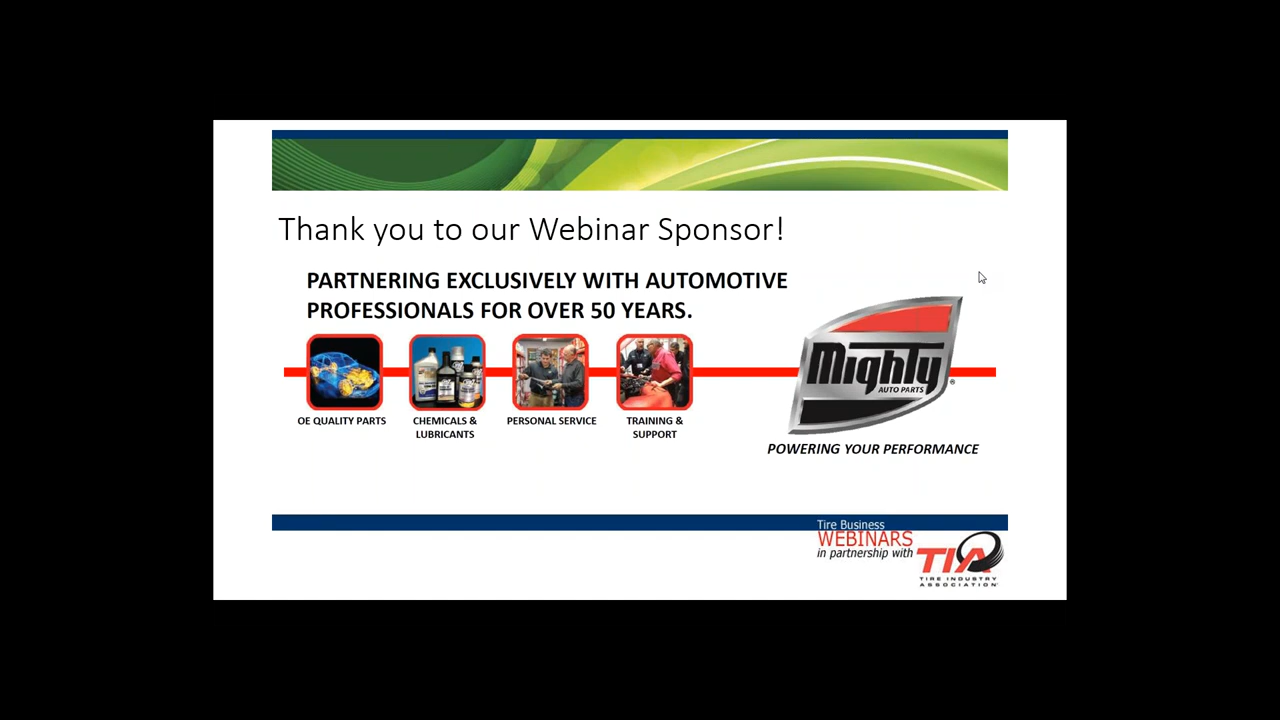 Thank you to our Webinar Sponsor!
PARTNERING EXCLUSIVELY WITH AUTOMOTIVE
PROFESSIONALS FOR OVER 50 YEARS.
Mighty
AUTO PARTS
®
OE QUALITY PARTS
CHEMICALS &
LUBRICANTS
PERSONAL SERVICE
TRAINING &
SUPPORT
POWERING YOUR PERFORMANCE
Tire Business
WEBINARS
in partnership with
TIA
TIRE INDUSTRY
ASSOCIATION